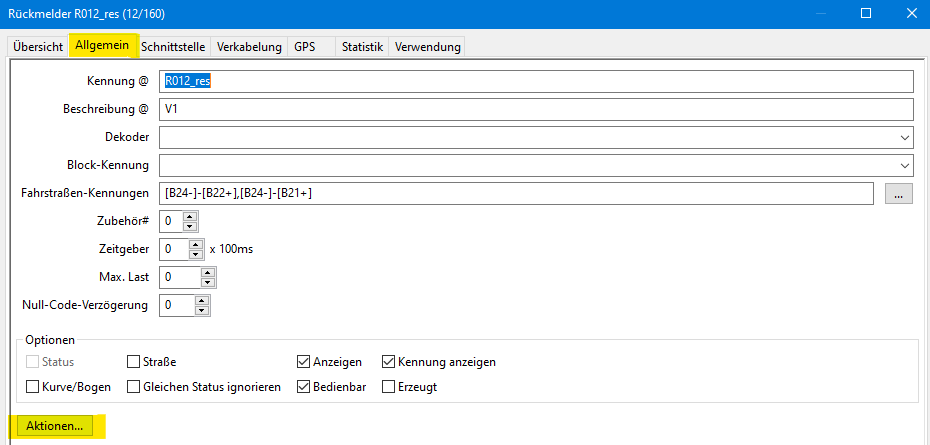 Rückmelder R012_res (12/160)
Übersicht Allgemein Schnittstelle Verkabelung GPS Statistik Verwendung
Kennung @ R012_res
Beschreibung @ V1
Dekoder
Block-Kennung
Fahrstraßen-Kennungen [B24-]-[B22+],[B24-]-[B21+] ...
Zubehör# 0
Zeitgeber 0 x 100ms
Max. Last 0
Null-Code-Verzögerung 0
Optionen
Status Straße Anzeigen Kennung anzeigen
Kurve/Bogen Gleichen Status ignorieren Bedienbar Erzeugt
Aktionen...